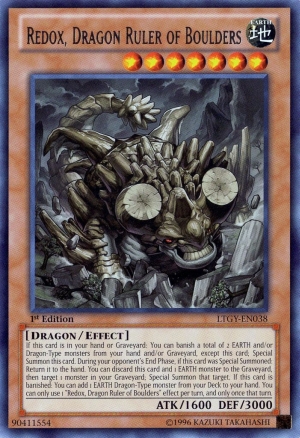 REDOX, DRAGON RULER OF BOULDERS
EARTH
地
1st Edition
LTGY-EN038
[DRAGON/EFFECT]
If this card is in your hand or Graveyard: You can banish a total of 2 EARTH and/or
Dragon-Type monsters from your hand and/or Graveyard, except this card; Special
Summon this card. During your opponent's End Phase, if this card was Special Summoned:
Return it to the hand. You can discard this card and 1 EARTH monster to the Graveyard,
then target 1 monster in your Graveyard; Special Summon that target. If this card is
banished: You can add 1 EARTH Dragon-Type monster from your Deck to your hand. You
can only use 1 "Redox, Dragon Ruler of Boulders" effect per turn, and only once that turn.
ATK/1600 DEF/3000
90411554
©1996 KAZUKI TAKAHASHI